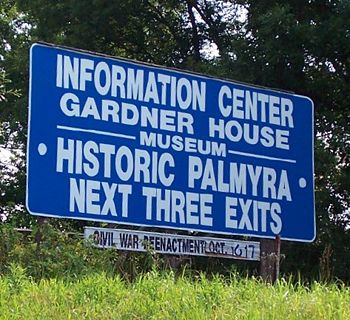 INFORMATION CENTER
GARDNER HOUSE
MUSEUM
• HISTORIC PALMYRA •
NEXT THREE EXITS
CIVIL WAR REENACTMENT OCT. 16 17